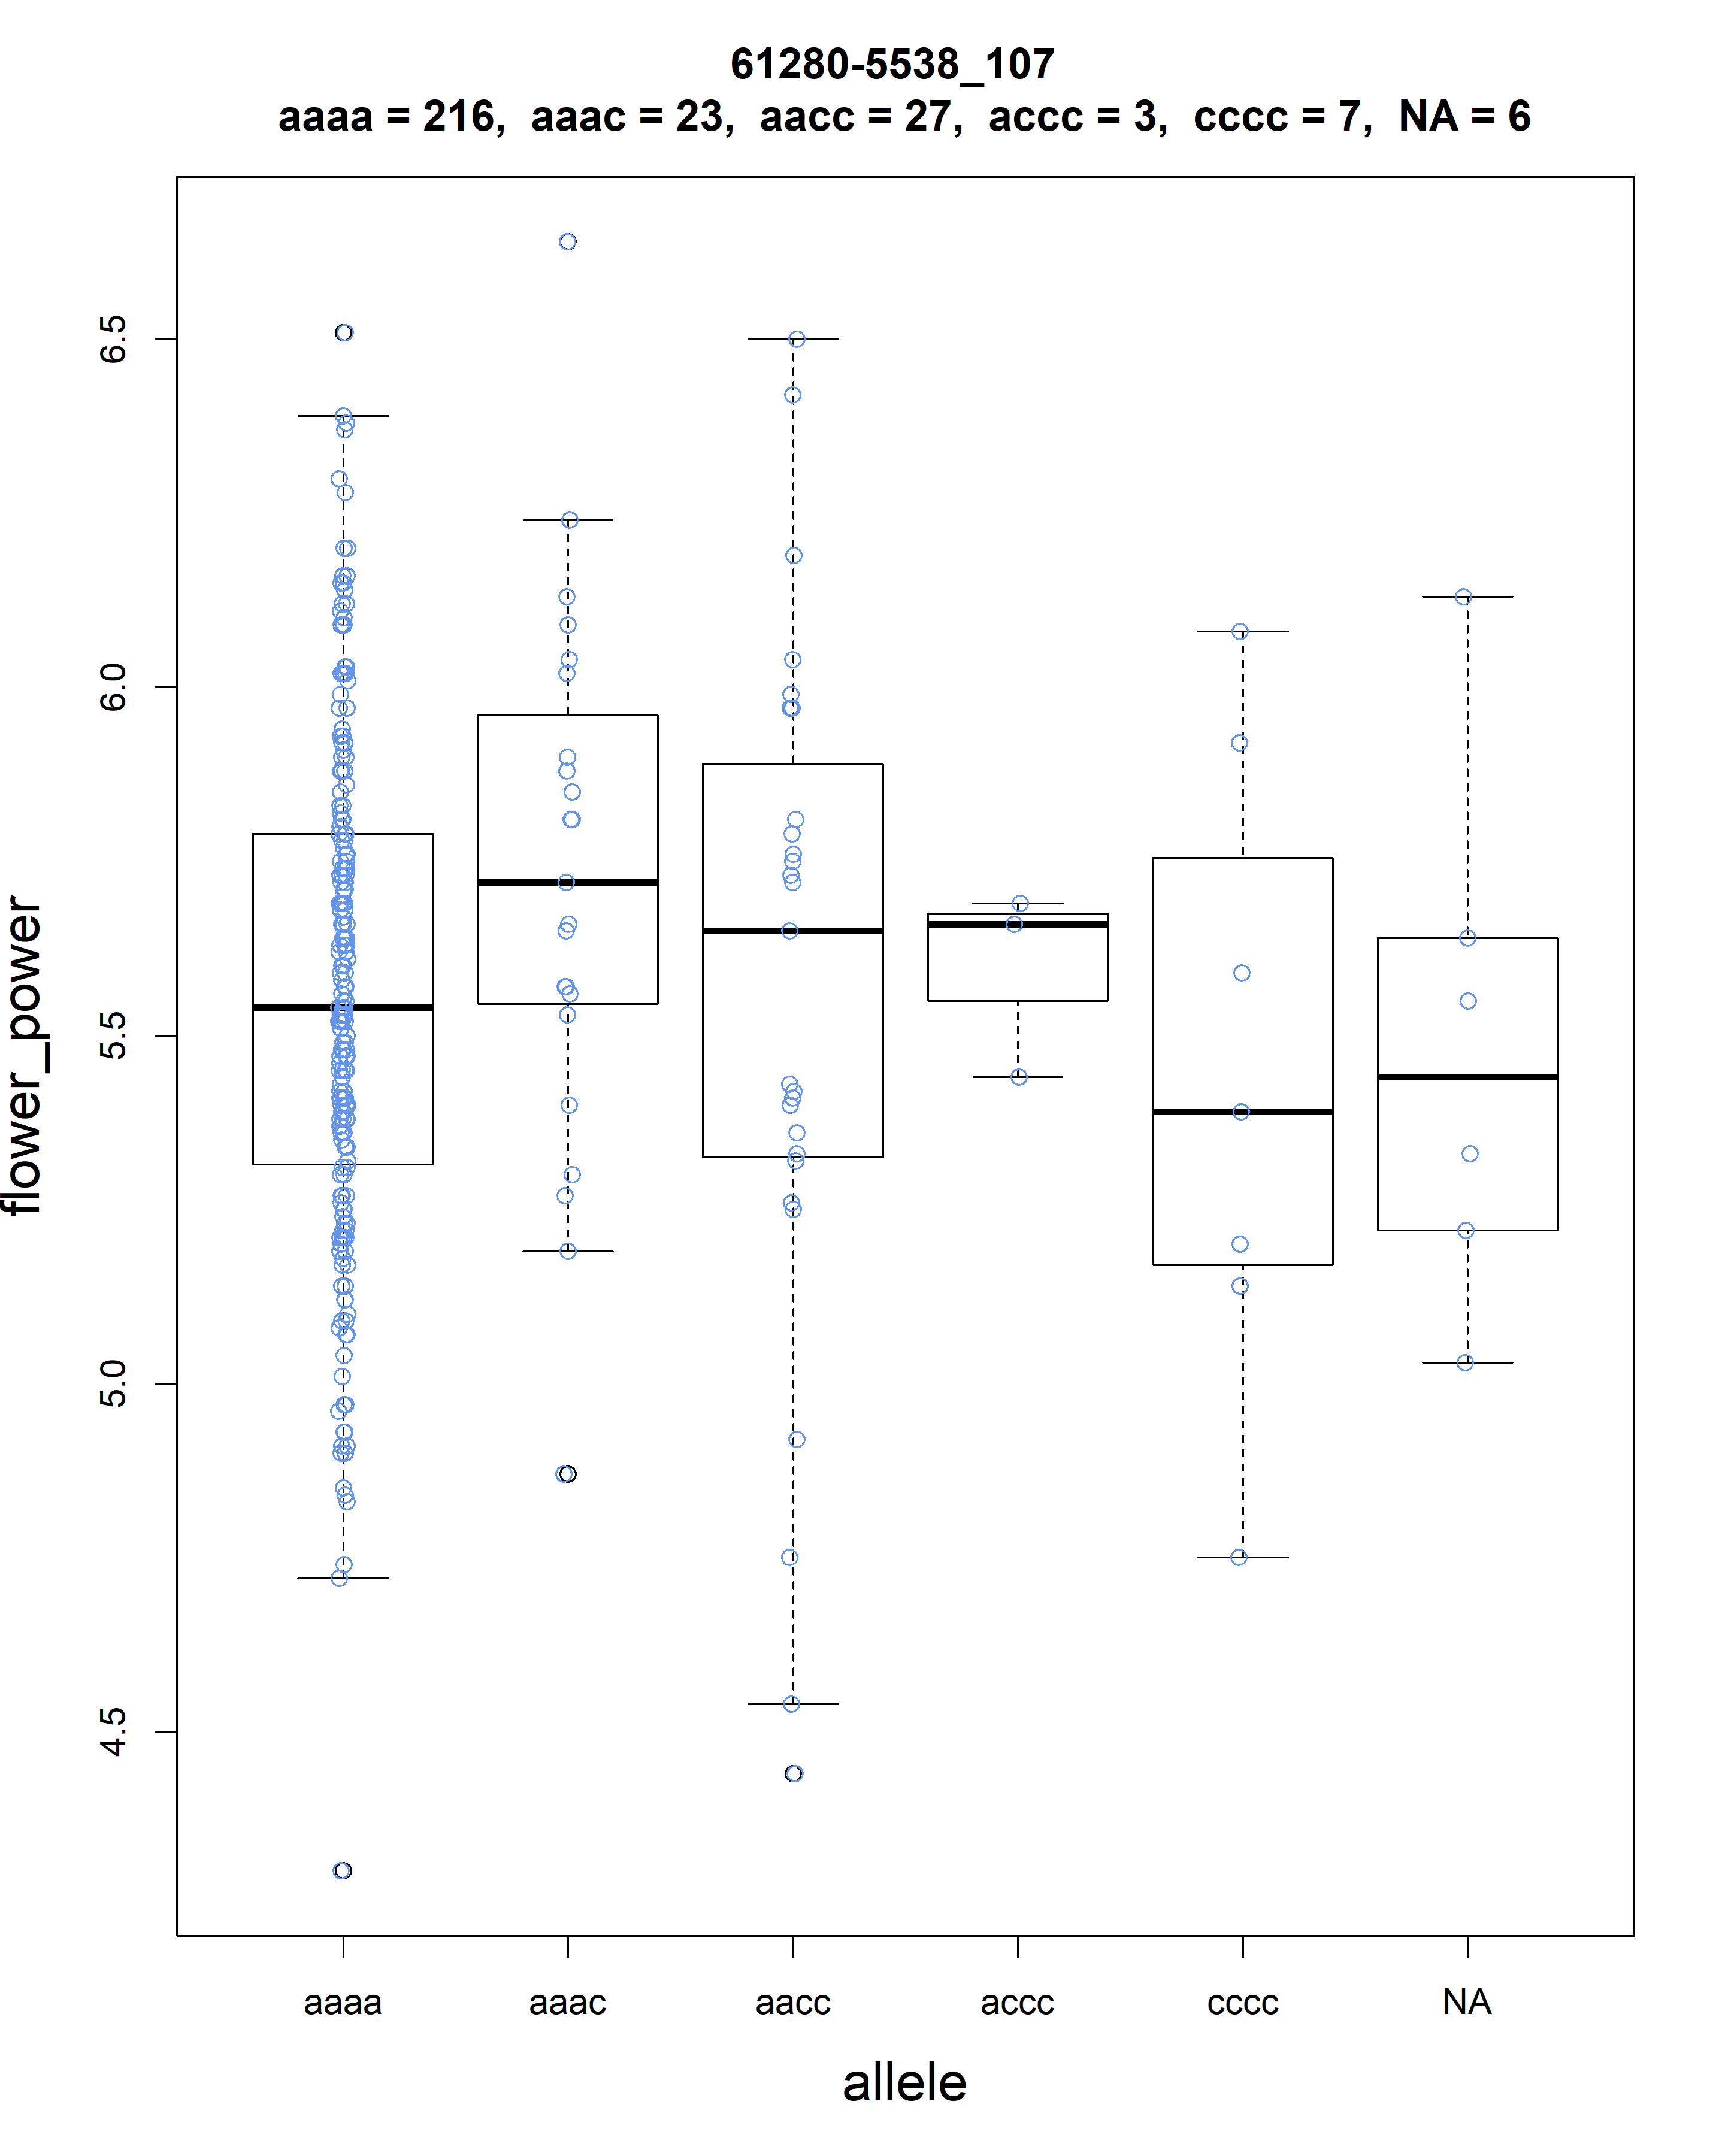 61280-5538_107
aaaa = 216, aaac = 23, aacc = 27, accc = 3, cccc = 7, NA = 6
flower_power
6.5
6.0
5.5
5.0
4.5
aaaa aaac aacc accc cccc NA
allele